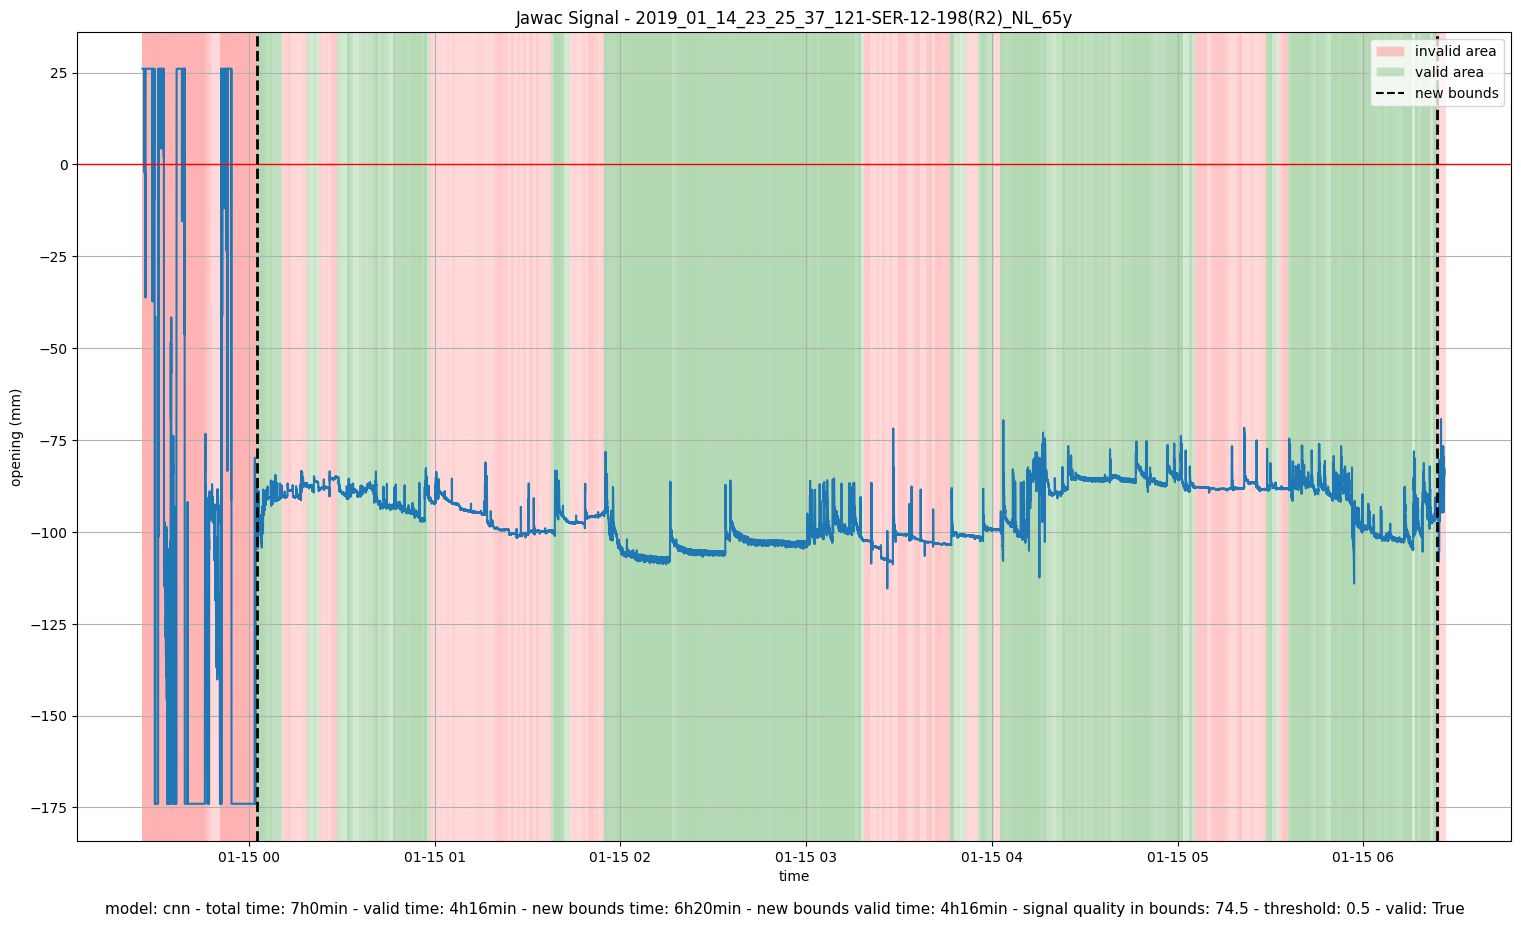 Jawac Signal - 2019_01_14_23_25_37_121-SER-12-198(R2)_NL_65y
invalid area
valid area
new bounds
25
0
−25
−50
−75
−100
−125
−150
−175
opening (mm)
01-15 00
01-15 01
01-15 02
01-15 03
01-15 04
01-15 05
01-15 06
time
model: cnn - total time: 7h0min - valid time: 4h16min - new bounds time: 6h20min - new bounds valid time: 4h16min - signal quality in bounds: 74.5 - threshold: 0.5 - valid: True